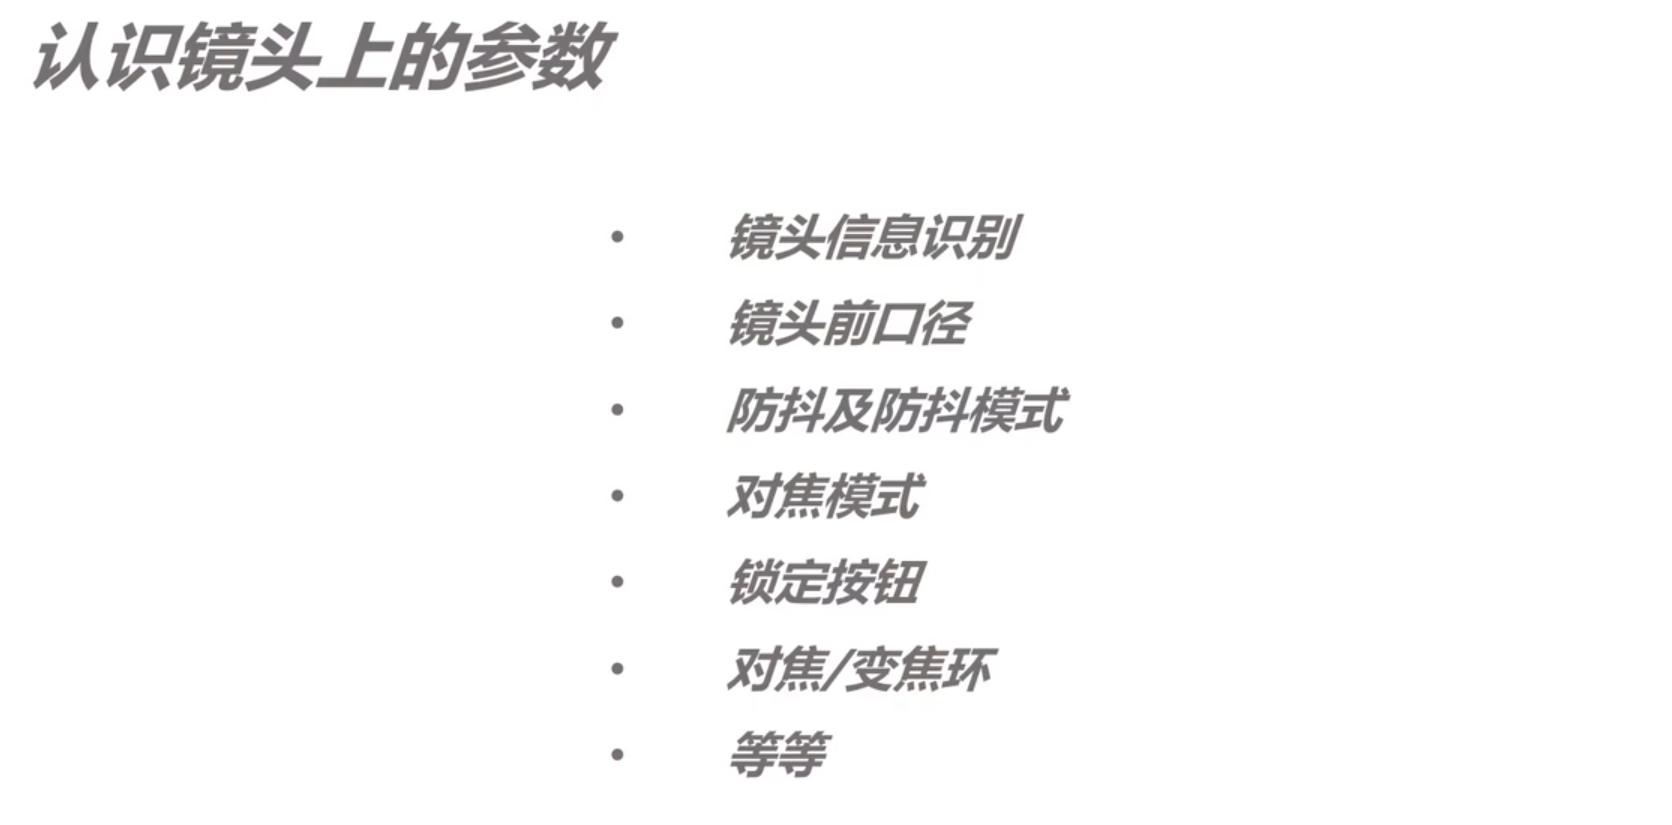 认识镜头上的参数
• 镜头信息识别
• 镜头前口径
• 防抖及防抖模式
• 对焦模式
• 锁定按钮
• 对焦/变焦环
• 等等